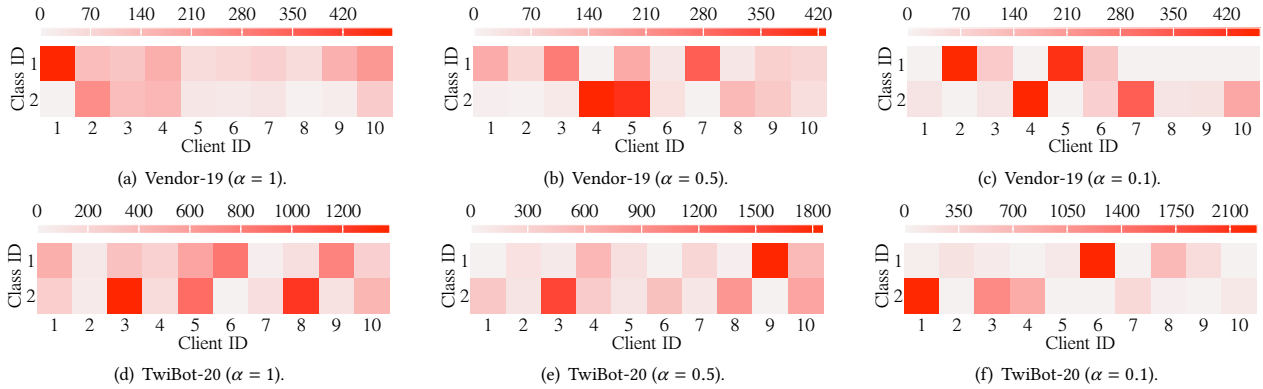 0 70 140 210 280 350 420
Class ID
1
2
1 2 3 4 5 6 7 8 9 10
Client ID
(a) Vendor-19 (α = 1).
0 60 120 180 240 300 360 420
Class ID
1
2
1 2 3 4 5 6 7 8 9 10
Client ID
(b) Vendor-19 (α = 0.5).
0 70 140 210 280 350 420
Class ID
1
2
1 2 3 4 5 6 7 8 9 10
Client ID
(c) Vendor-19 (α = 0.1).
0 200 400 600 800 1000 1200
Class ID
1
2
1 2 3 4 5 6 7 8 9 10
Client ID
(d) TwiBot-20 (α = 1).
0 300 600 900 1200 1500 1800
Class ID
1
2
1 2 3 4 5 6 7 8 9 10
Client ID
(e) TwiBot-20 (α = 0.5).
0 350 700 1050 1400 1750 2100
Class ID
1
2
1 2 3 4 5 6 7 8 9 10
Client ID
(f) TwiBot-20 (α = 0.1).